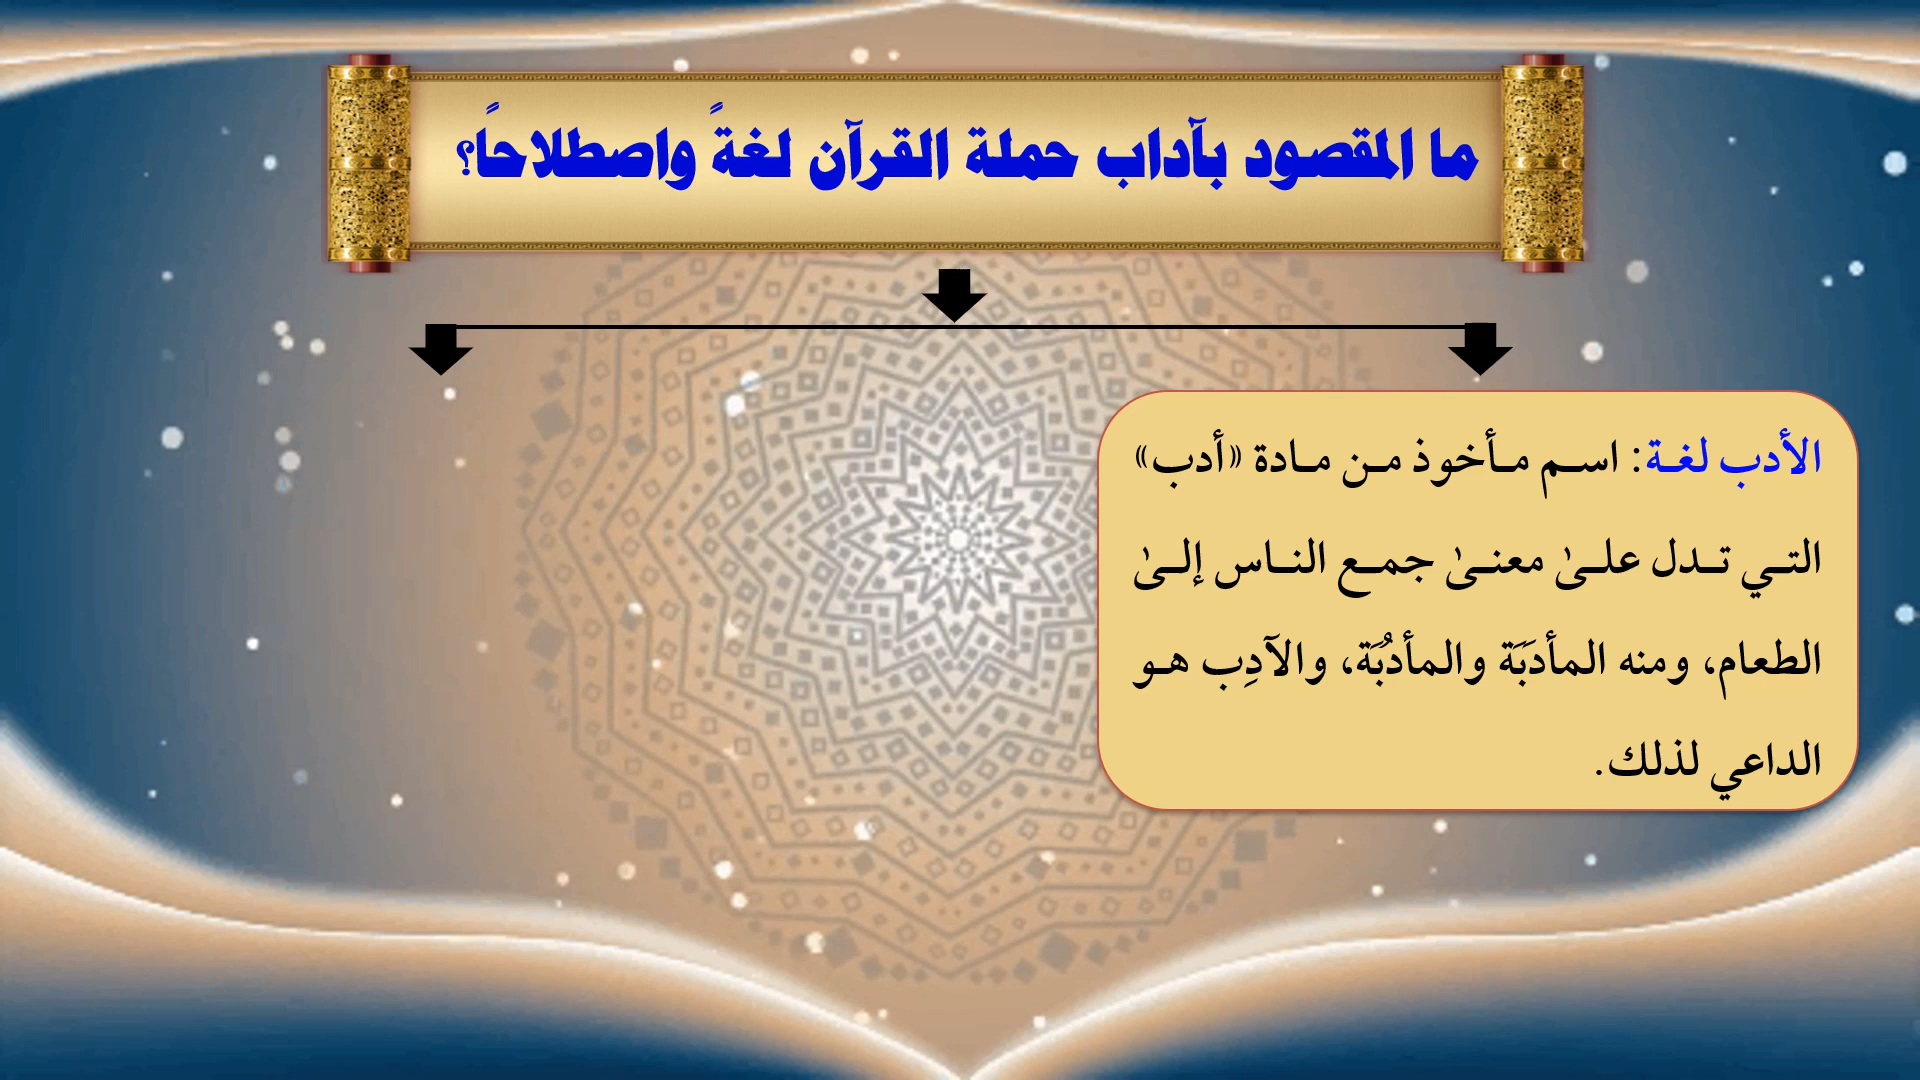 ما المقصود بآداب حملة القرآن لغةً واصطلاحًا؟
الأدب لغة: اسم مأخوذ من مادة «أدب»
التي تدل علىٰ معنىٰ جمع الناس إلىٰ
الطعام، ومنه المأدَبَة والمأدُبَة، والآدِب هو
الداعي لذلك.